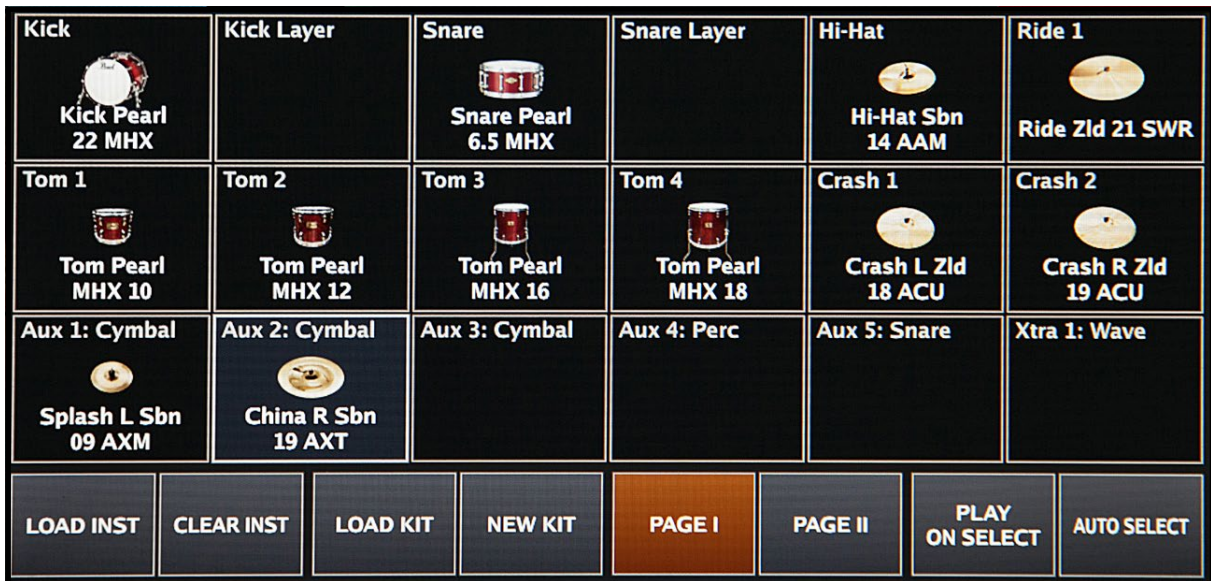 Kick
Kick Layer
Snare
Snare Layer
Hi-Hat
Ride 1
Pearl
Kick Pearl
22 MHX
Snare Pearl
6.5 MHX
Hi-Hat Sbn
14 AAM
Ride Zld 21 SWR
Tom 1
Tom 2
Tom 3
Tom 4
Crash 1
Crash 2
Tom Pearl
MHX 10
Tom Pearl
MHX 12
Tom Pearl
MHX 16
Tom Pearl
MHX 18
Crash L Zld
18 ACU
Crash R Zld
19 ACU
Aux 1: Cymbal
Aux 2: Cymbal
Aux 3: Cymbal
Aux 4: Perc
Aux 5: Snare
Xtra 1: Wave
Splash L Sbn
09 AXM
China R Sbn
19 AXT
LOAD INST
CLEAR INST
LOAD KIT
NEW KIT
PAGE I
PAGE II
PLAY
ON SELECT
AUTO SELECT